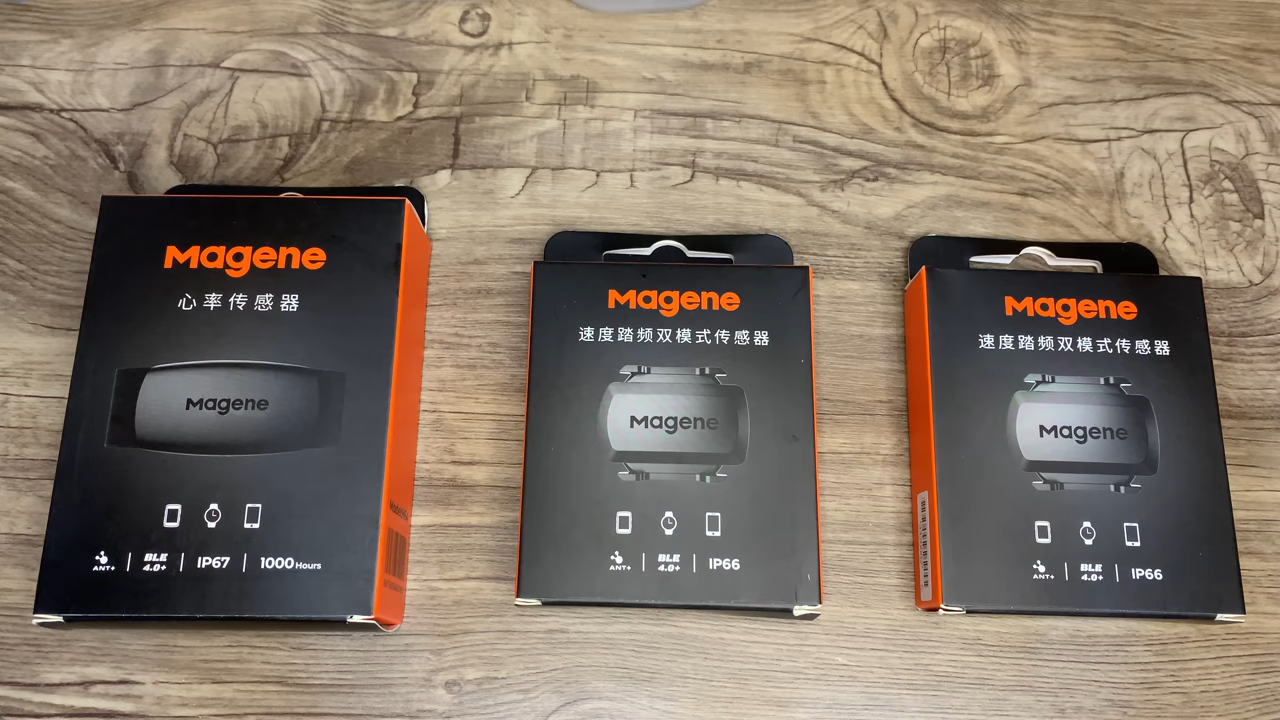 Magene
心率传感器
Magene
ANT+ | BLE 4.0+ | IP67 | 1000 Hours
Magene
速度踏频双模式传感器
Magene
ANT+ | BLE 4.0+ | IP66
Magene
速度踏频双模式传感器
Magene
ANT+ | BLE 4.0+ | IP66